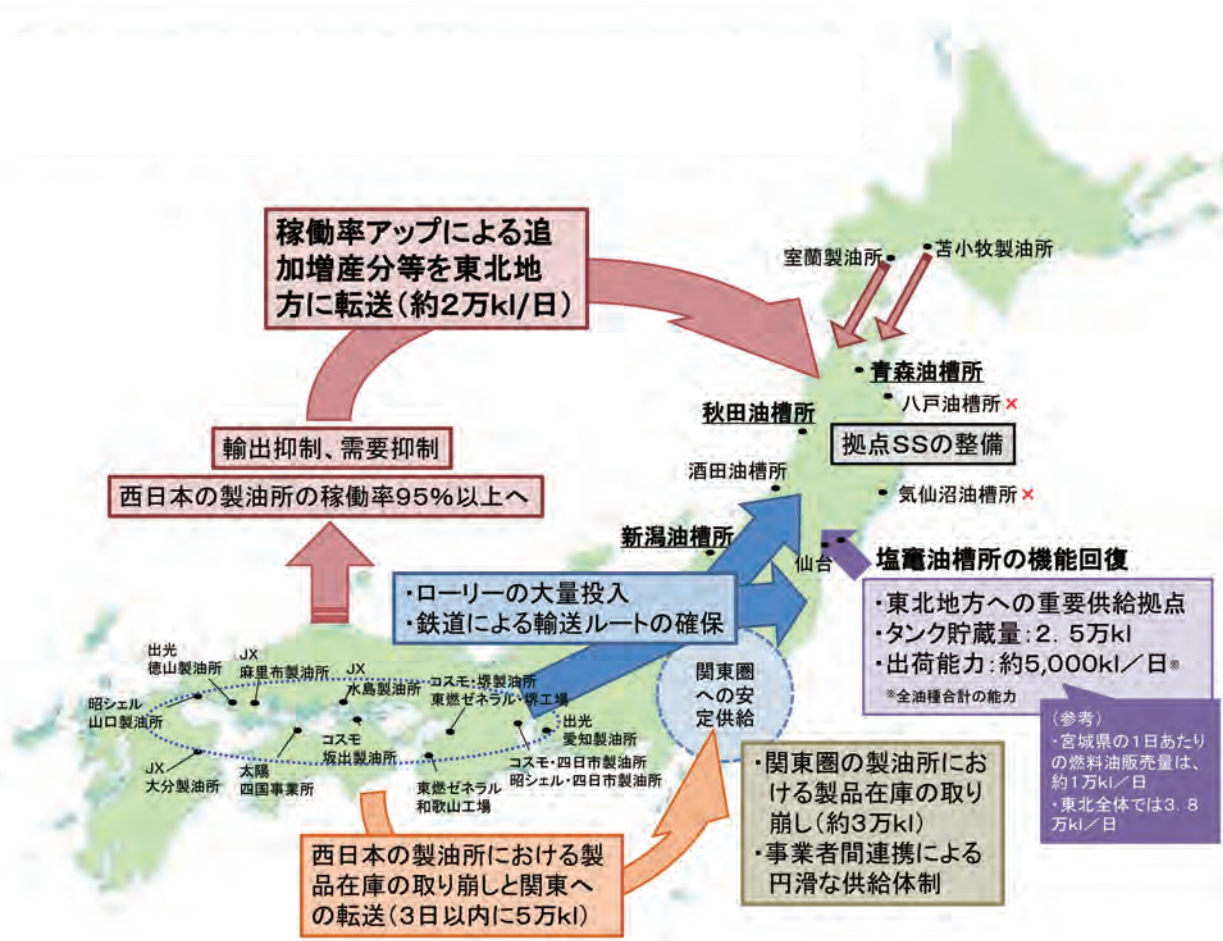 稼働率アップによる追
加増産分等を東北地
方に転送(約2万kl/日)
室蘭製油所
苫小牧製油所
青森油槽所
八戸油槽所×
秋田油槽所
拠点SSの整備
輸出抑制、需要抑制
酒田油槽所
西日本の製油所の稼働率95%以上へ
気仙沼油槽所×
新潟油槽所
仙台
塩竈油槽所の機能回復
・ローリーの大量投入
・鉄道による輸送ルートの確保
・東北地方への重要供給拠点
・タンク貯蔵量:2.5万kl
・出荷能力:約5,000kl/日※
※全油種合計の能力
(参考)
・宮城県の1日あたり
の燃料油販売量は、
約1万kl/日
・東北全体では3.8
万kl/日
関東圏
への安
定供給
出光
徳山製油所
JX
麻里布製油所
JX
水島製油所
コスモ・堺製油所
東燃ゼネラル・堺工場
昭シェル
山口製油所
出光
愛知製油所
JX
大分製油所
太陽
四国事業所
コスモ
坂出製油所
東燃ゼネラル
和歌山工場
コスモ・四日市製油所
昭シェル・四日市製油所
・関東圏の製油所にお
ける製品在庫の取り
崩し(約3万kl)
・事業者間連携による
円滑な供給体制
西日本の製油所における製
品在庫の取り崩しと関東へ
の転送(3日以内に5万kl)